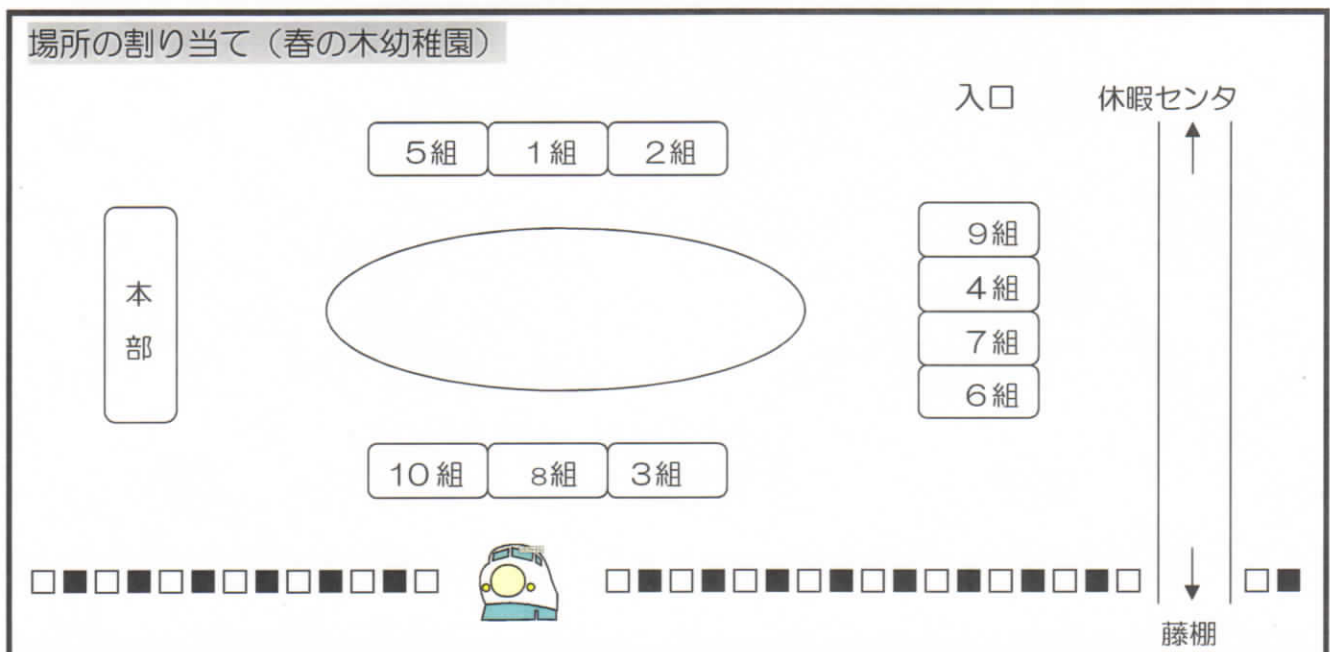 場所の割り当て（春の木幼稚園）
入口
休暇センタ
5組
1組
2組
9組
4組
7組
6組
本部
10組
8組
3組
藤棚